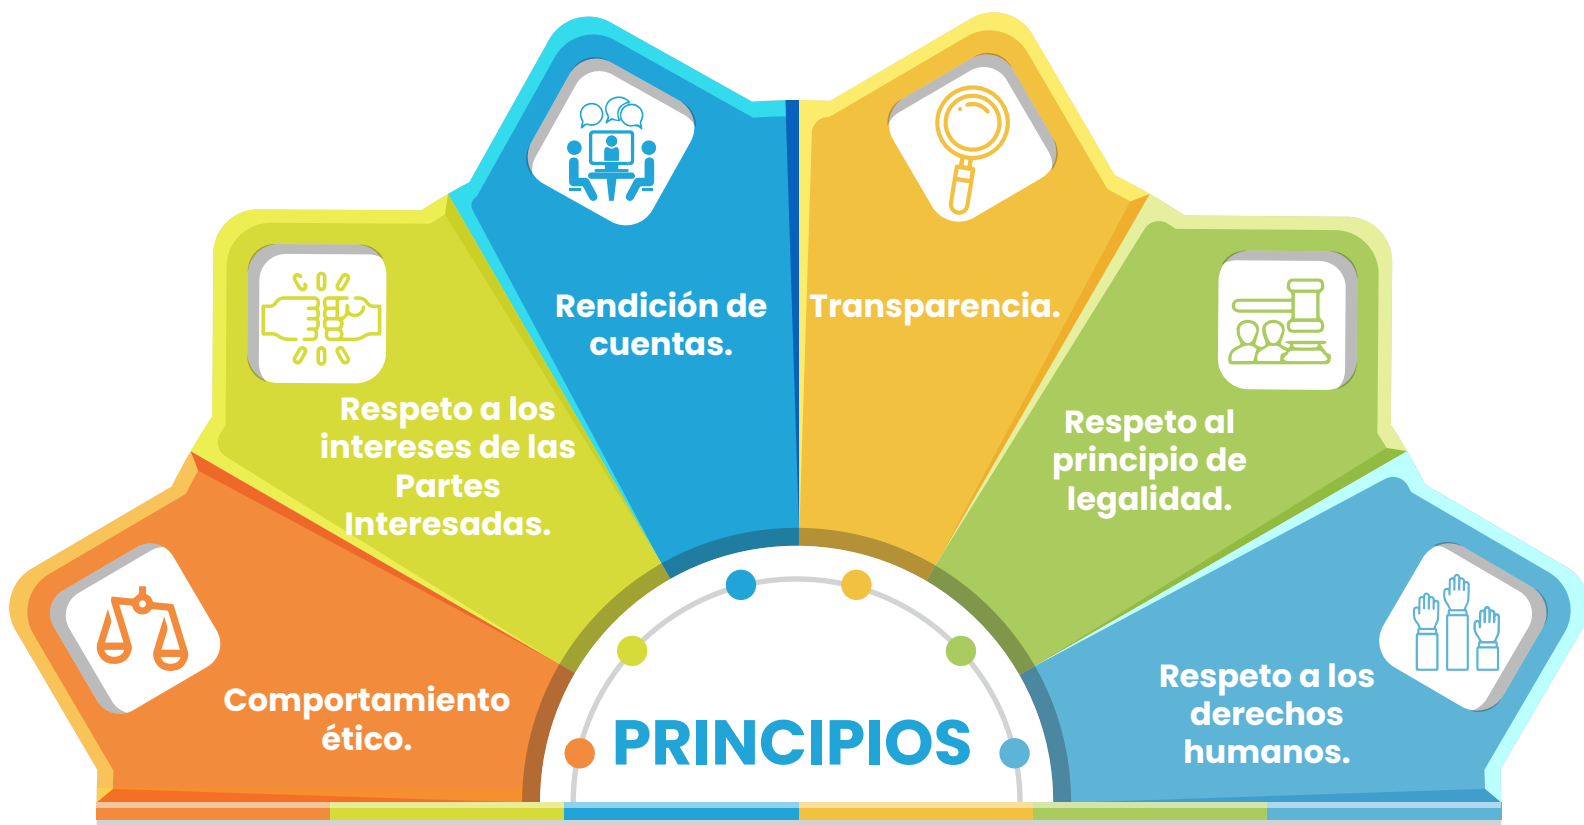 Comportamiento
ético.
Respeto a los
intereses de las
Partes
Interesadas.
Rendición de
cuentas.
Transparencia.
Respeto al
principio de
legalidad.
Respeto a los
derechos
humanos.
PRINCIPIOS